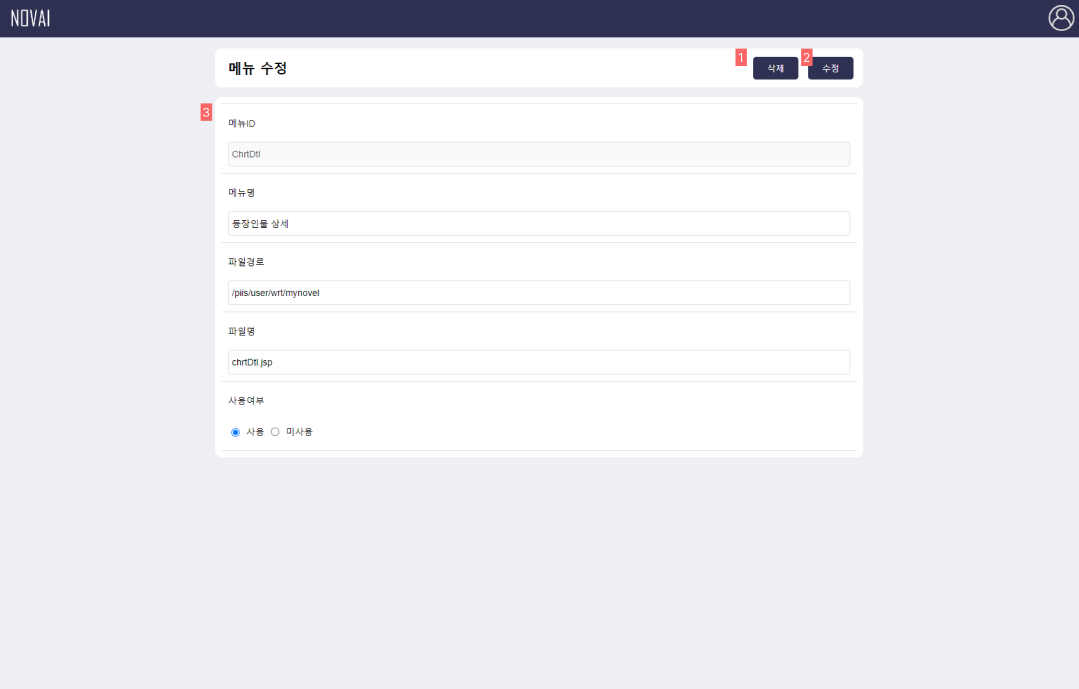 NOVAI
메뉴 수정
1
삭제
2
수정
3
메뉴ID
ChrtDtl
메뉴명
등장인물 상세
파일경로
/piis/user/wrt/mynovel
파일명
chrtDtl.jsp
사용여부
사용 미사용